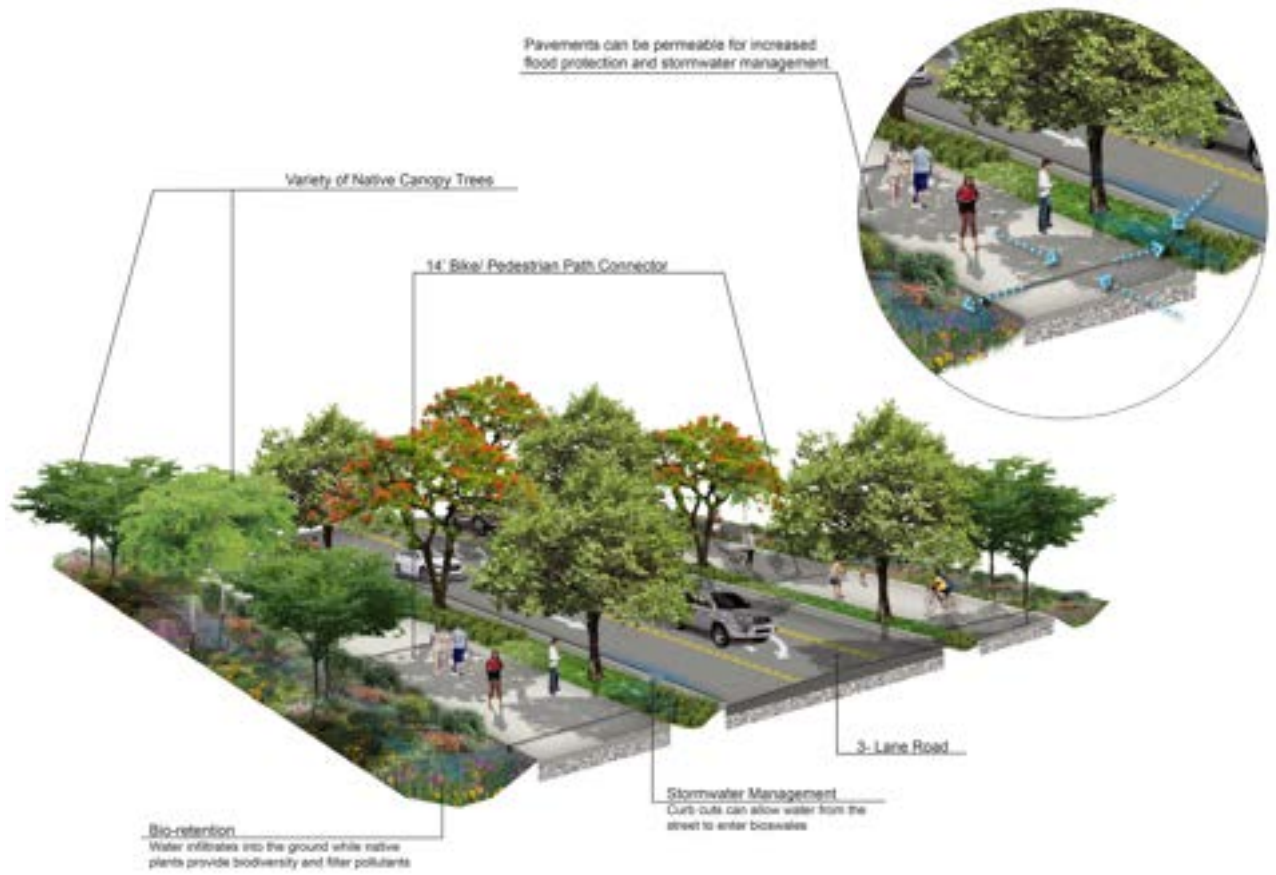 Pavements can be permeable for increased
flood protection and stormwater management
Variety of Native Canopy Trees
14' Bike/ Pedestrian Path Connector
3- Lane Road
Stormwater Management
Curb cuts can allow water from the
street to enter bioswales
Bio-retention
Water infiltrates into the ground while native
plants provide biodiversity and filter pollutants